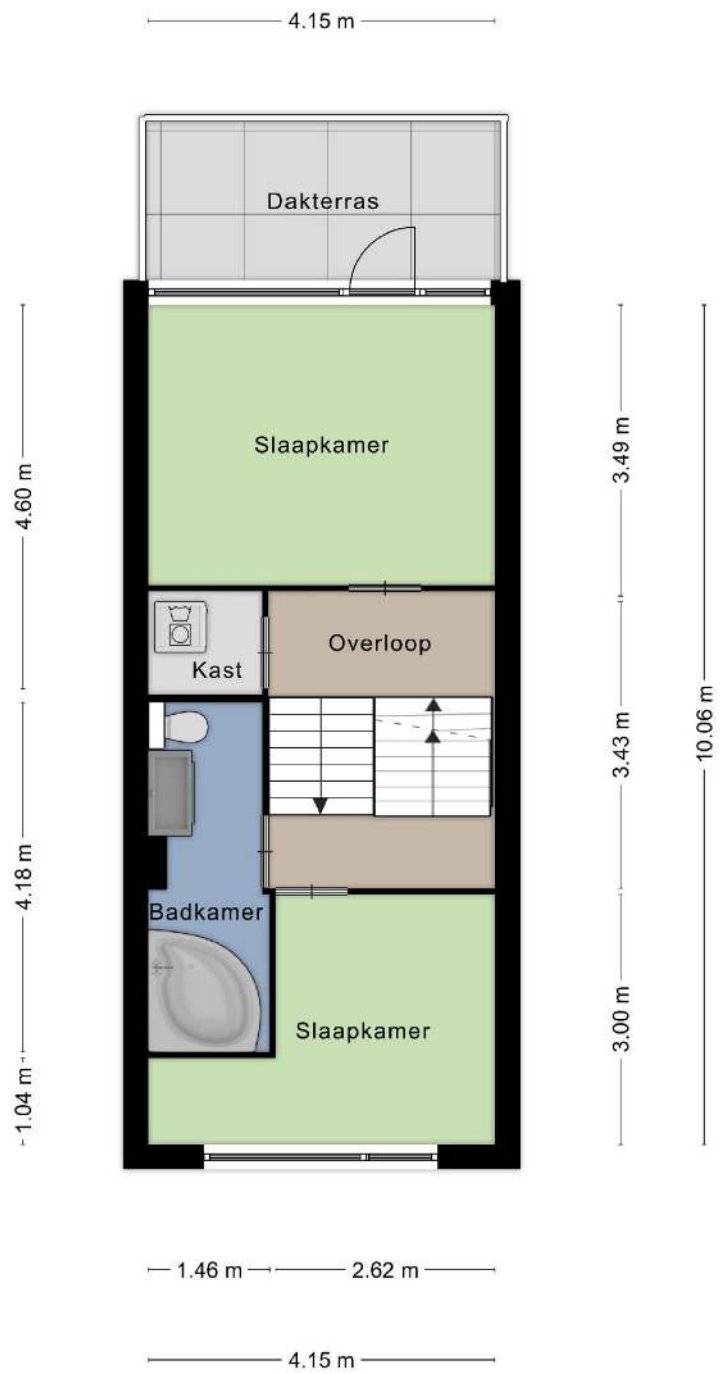 4.15 m
Dakterras
Slaapkamer
4.60 m
3.49 m
Overloop
Kast
3.43 m
10.06 m
4.18 m
Badkamer
Slaapkamer
3.00 m
1.04 m
1.46 m
2.62 m
4.15 m